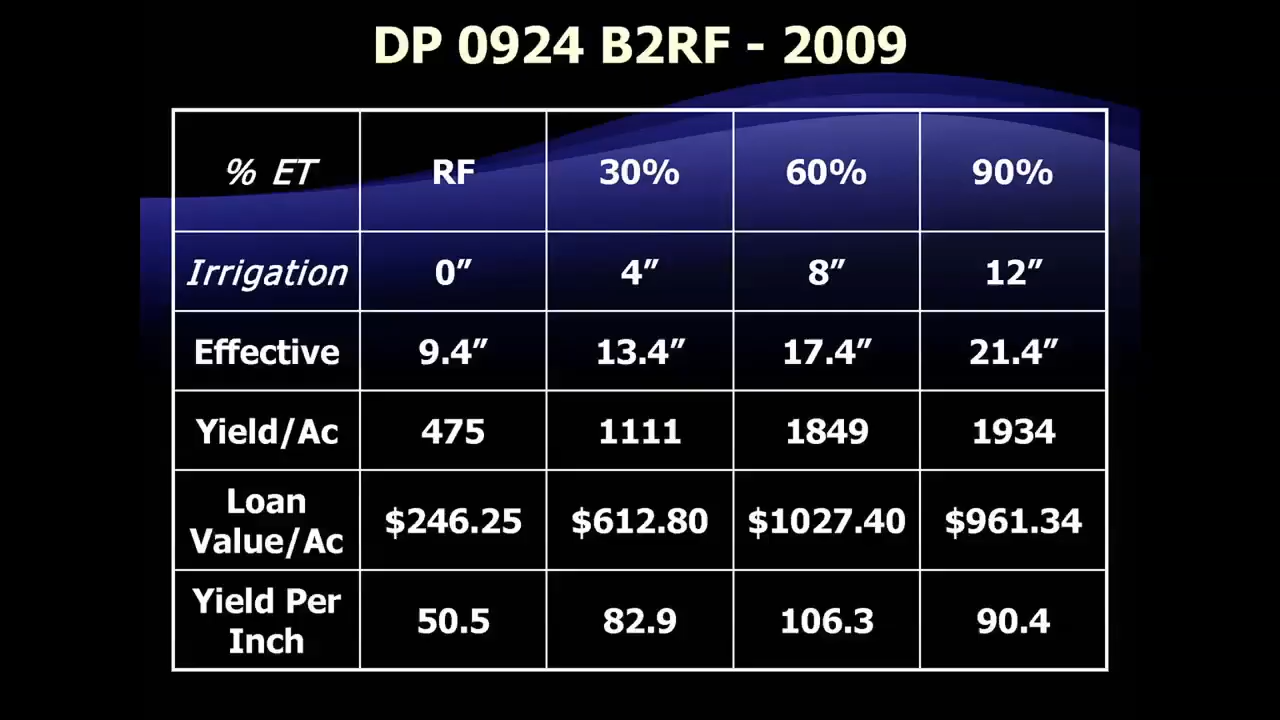 DP 0924 B2RF - 2009
% ET RF 30% 60% 90%
Irrigation 0” 4” 8” 12”
Effective 9.4” 13.4” 17.4” 21.4”
Yield/Ac 475 1111 1849 1934
Loan
Value/Ac $246.25 $612.80 $1027.40 $961.34
Yield Per
Inch 50.5 82.9 106.3 90.4